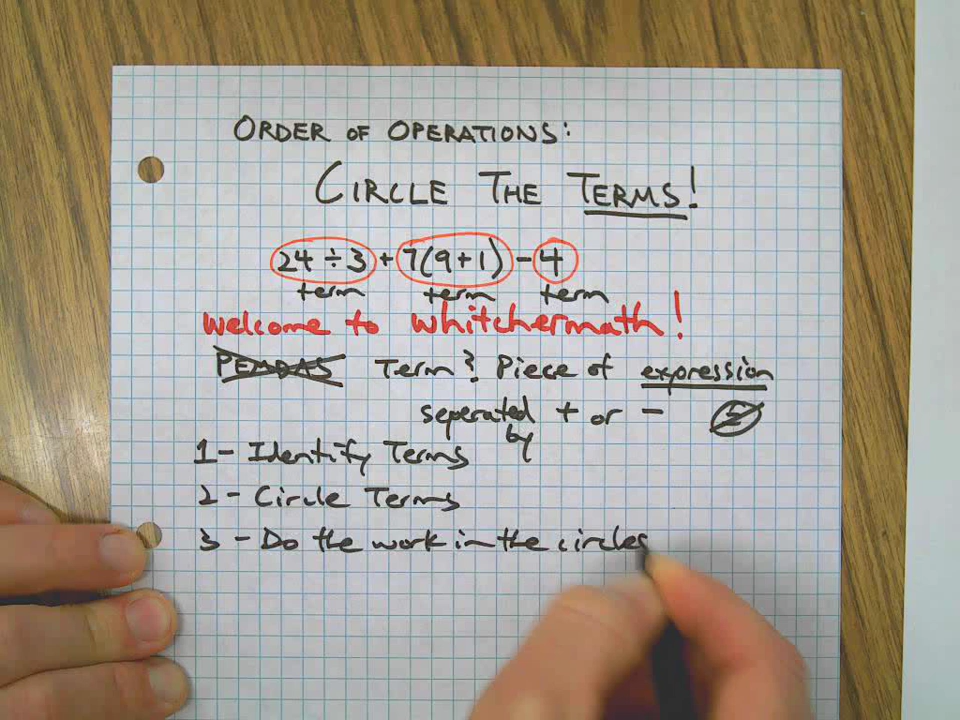 ORDER OF OPERATIONS:
CIRCLE THE TERMS!
24 ÷ 3 + 7(9+1) - 4
term term term
welcome to whitchermath!
PEMDAS Term? Piece of expression
seperated by + or -
1- Identify Terms
2- Circle Terms
3 - Do the work in the circles